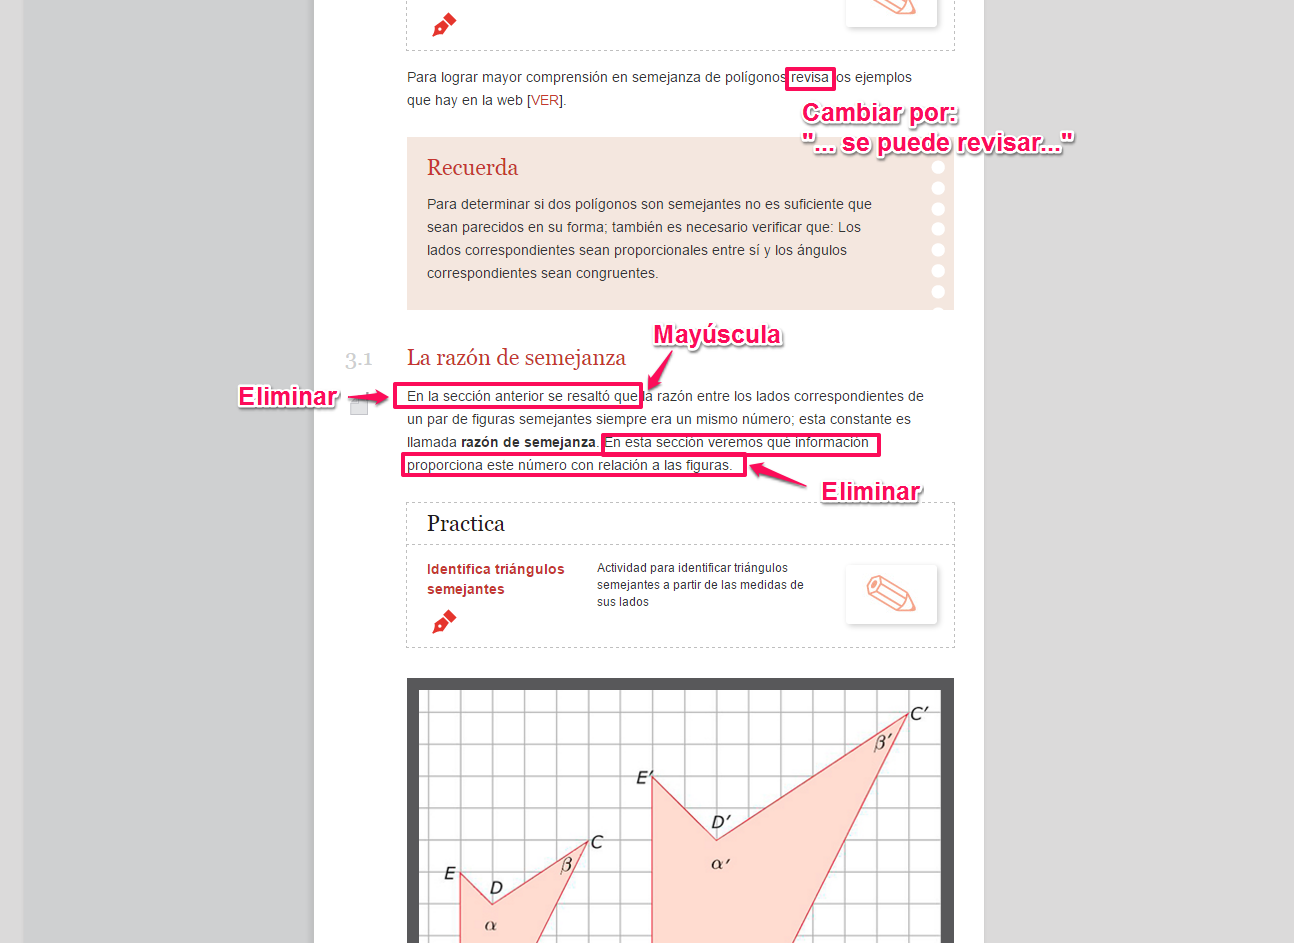 Para lograr mayor comprensión en semejanza de polígonos revisa los ejemplos
que hay en la web [VER].
Cambiar por:
"... se puede revisar..."
Recuerda
Para determinar si dos polígonos son semejantes no es suficiente que
sean parecidos en su forma; también es necesario verificar que: Los
lados correspondientes sean proporcionales entre sí y los ángulos
correspondientes sean congruentes.
Mayúscula
3.1 La razón de semejanza
Eliminar
En la sección anterior se resaltó que la razón entre los lados correspondientes de
un par de figuras semejantes siempre era un mismo número; esta constante es
llamada razón de semejanza. En esta sección veremos que información
proporciona este número con relación a las figuras.
Eliminar
Practica
Identifica triángulos
semejantes
Actividad para identificar triángulos
semejantes a partir de las medidas de
sus lados
C′
β′
E′
D′
α′
C
β
E
D
α